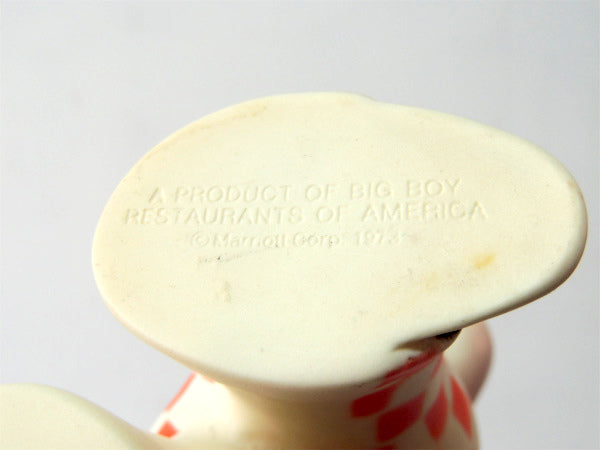 A PRODUCT OF BIG BOY
RESTAURANTS OF AMERICA
©Marriott Corp. 1973